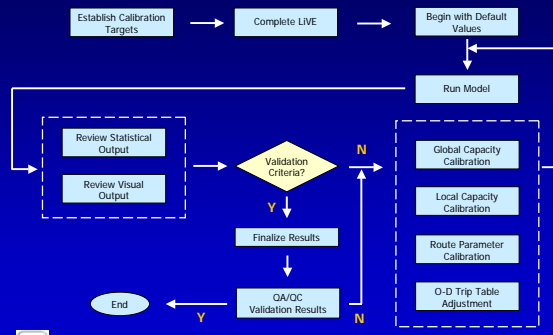 Establish Calibration
Targets
Complete LiVE
Begin with Default
Values
Run Model
Review Statistical
Output
Review Visual
Output
Validation
Criteria?
N
Y
Global Capacity
Calibration
Local Capacity
Calibration
Route Parameter
Calibration
O-D Trip Table
Adjustment
Finalize Results
QA/QC
Validation Results
N
Y
End